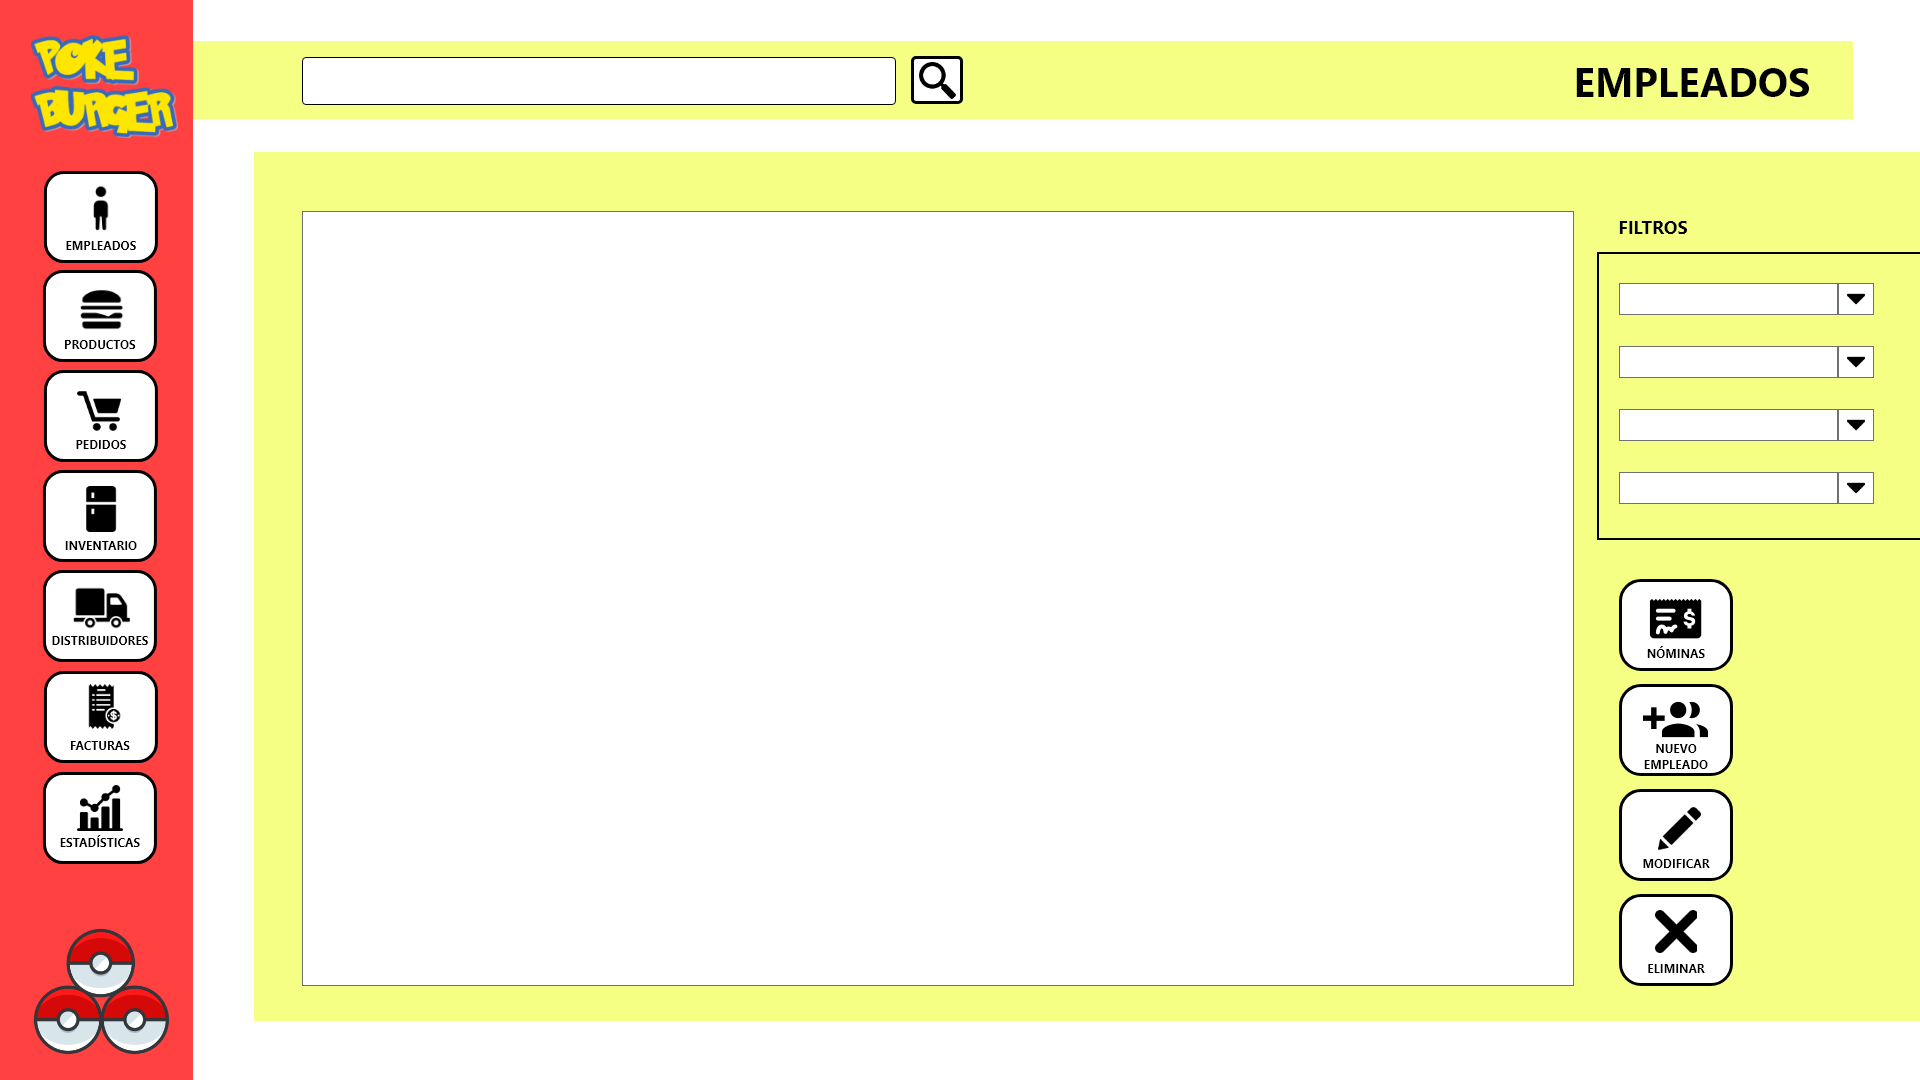 POKE
BURGER
EMPLEADOS
PRODUCTOS
PEDIDOS
INVENTARIO
DISTRIBUIDORES
FACTURAS
ESTADÍSTICAS
EMPLEADOS
FILTROS
NÓMINAS
NUEVO
EMPLEADO
MODIFICAR
ELIMINAR